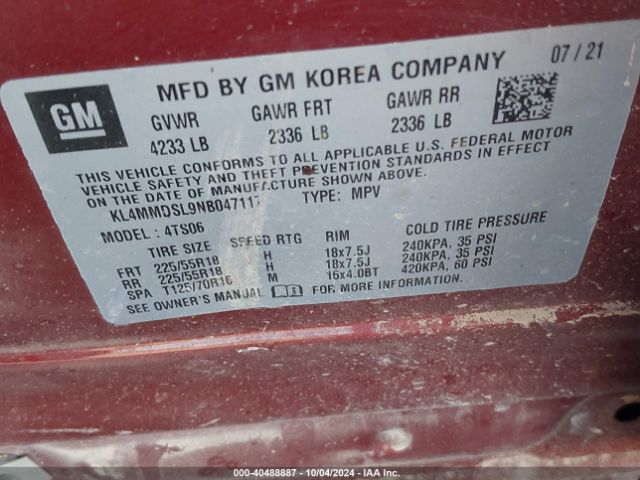 GM
MFD BY GM KOREA COMPANY 07 / 21
GVWR GAWR FRT GAWR RR
4233 LB 2336 LB 2336 LB
THIS VEHICLE CONFORMS TO ALL APPLICABLE U.S. FEDERAL MOTOR
VEHICLE SAFETY AND THEFT PREVENTION STANDARDS IN EFFECT
ON THE DATE OF MANUFACTURE SHOWN ABOVE.
KL4MMDSL9NB047117 TYPE: MPV
MODEL: 4TS06
TIRE SIZE SPEED RTG RIM COLD TIRE PRESSURE
FRT 225/55R18 H 18x7.5J 240KPA, 35 PSI
RR 225/55R18 H 18x7.5J 240KPA, 35 PSI
SPA T125/70R16 M 16x4.0BT 420KPA, 60 PSI
SEE OWNER'S MANUAL FOR MORE INFORMATION.
000-40488887 - 10/04/2024 - IAA Inc.